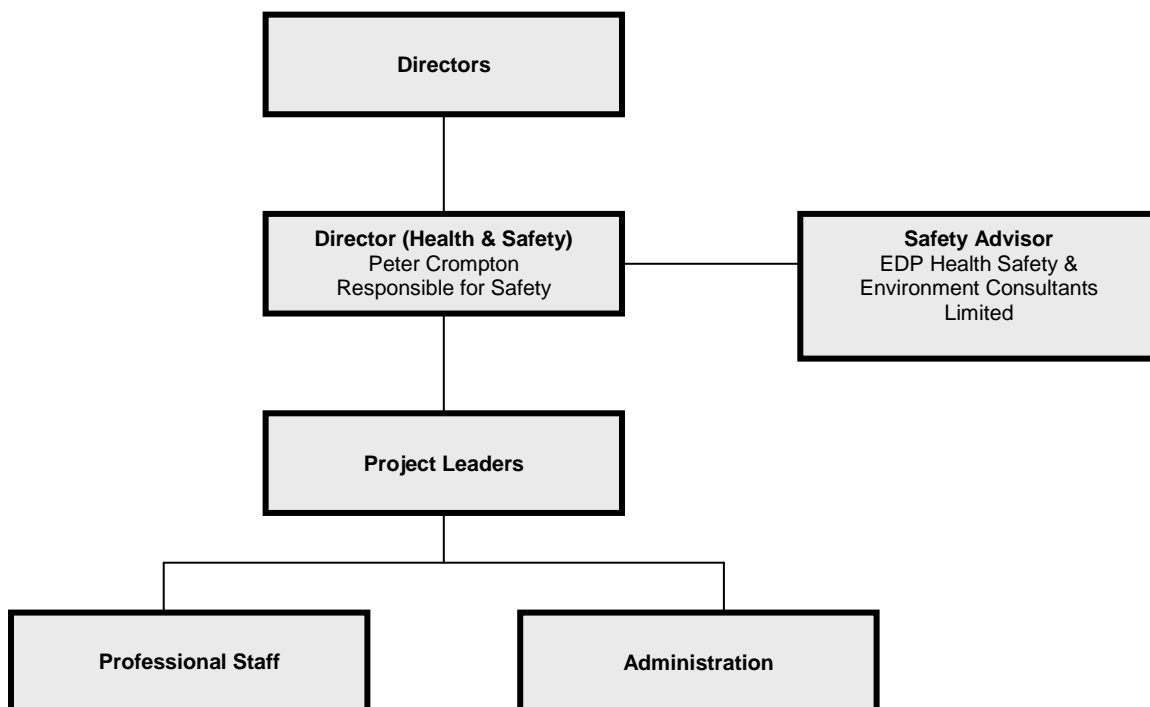 Directors
Director (Health & Safety)
Peter Crompton
Responsible for Safety
Safety Advisor
EDP Health Safety &
Environment Consultants
Limited
Project Leaders
Professional Staff
Administration